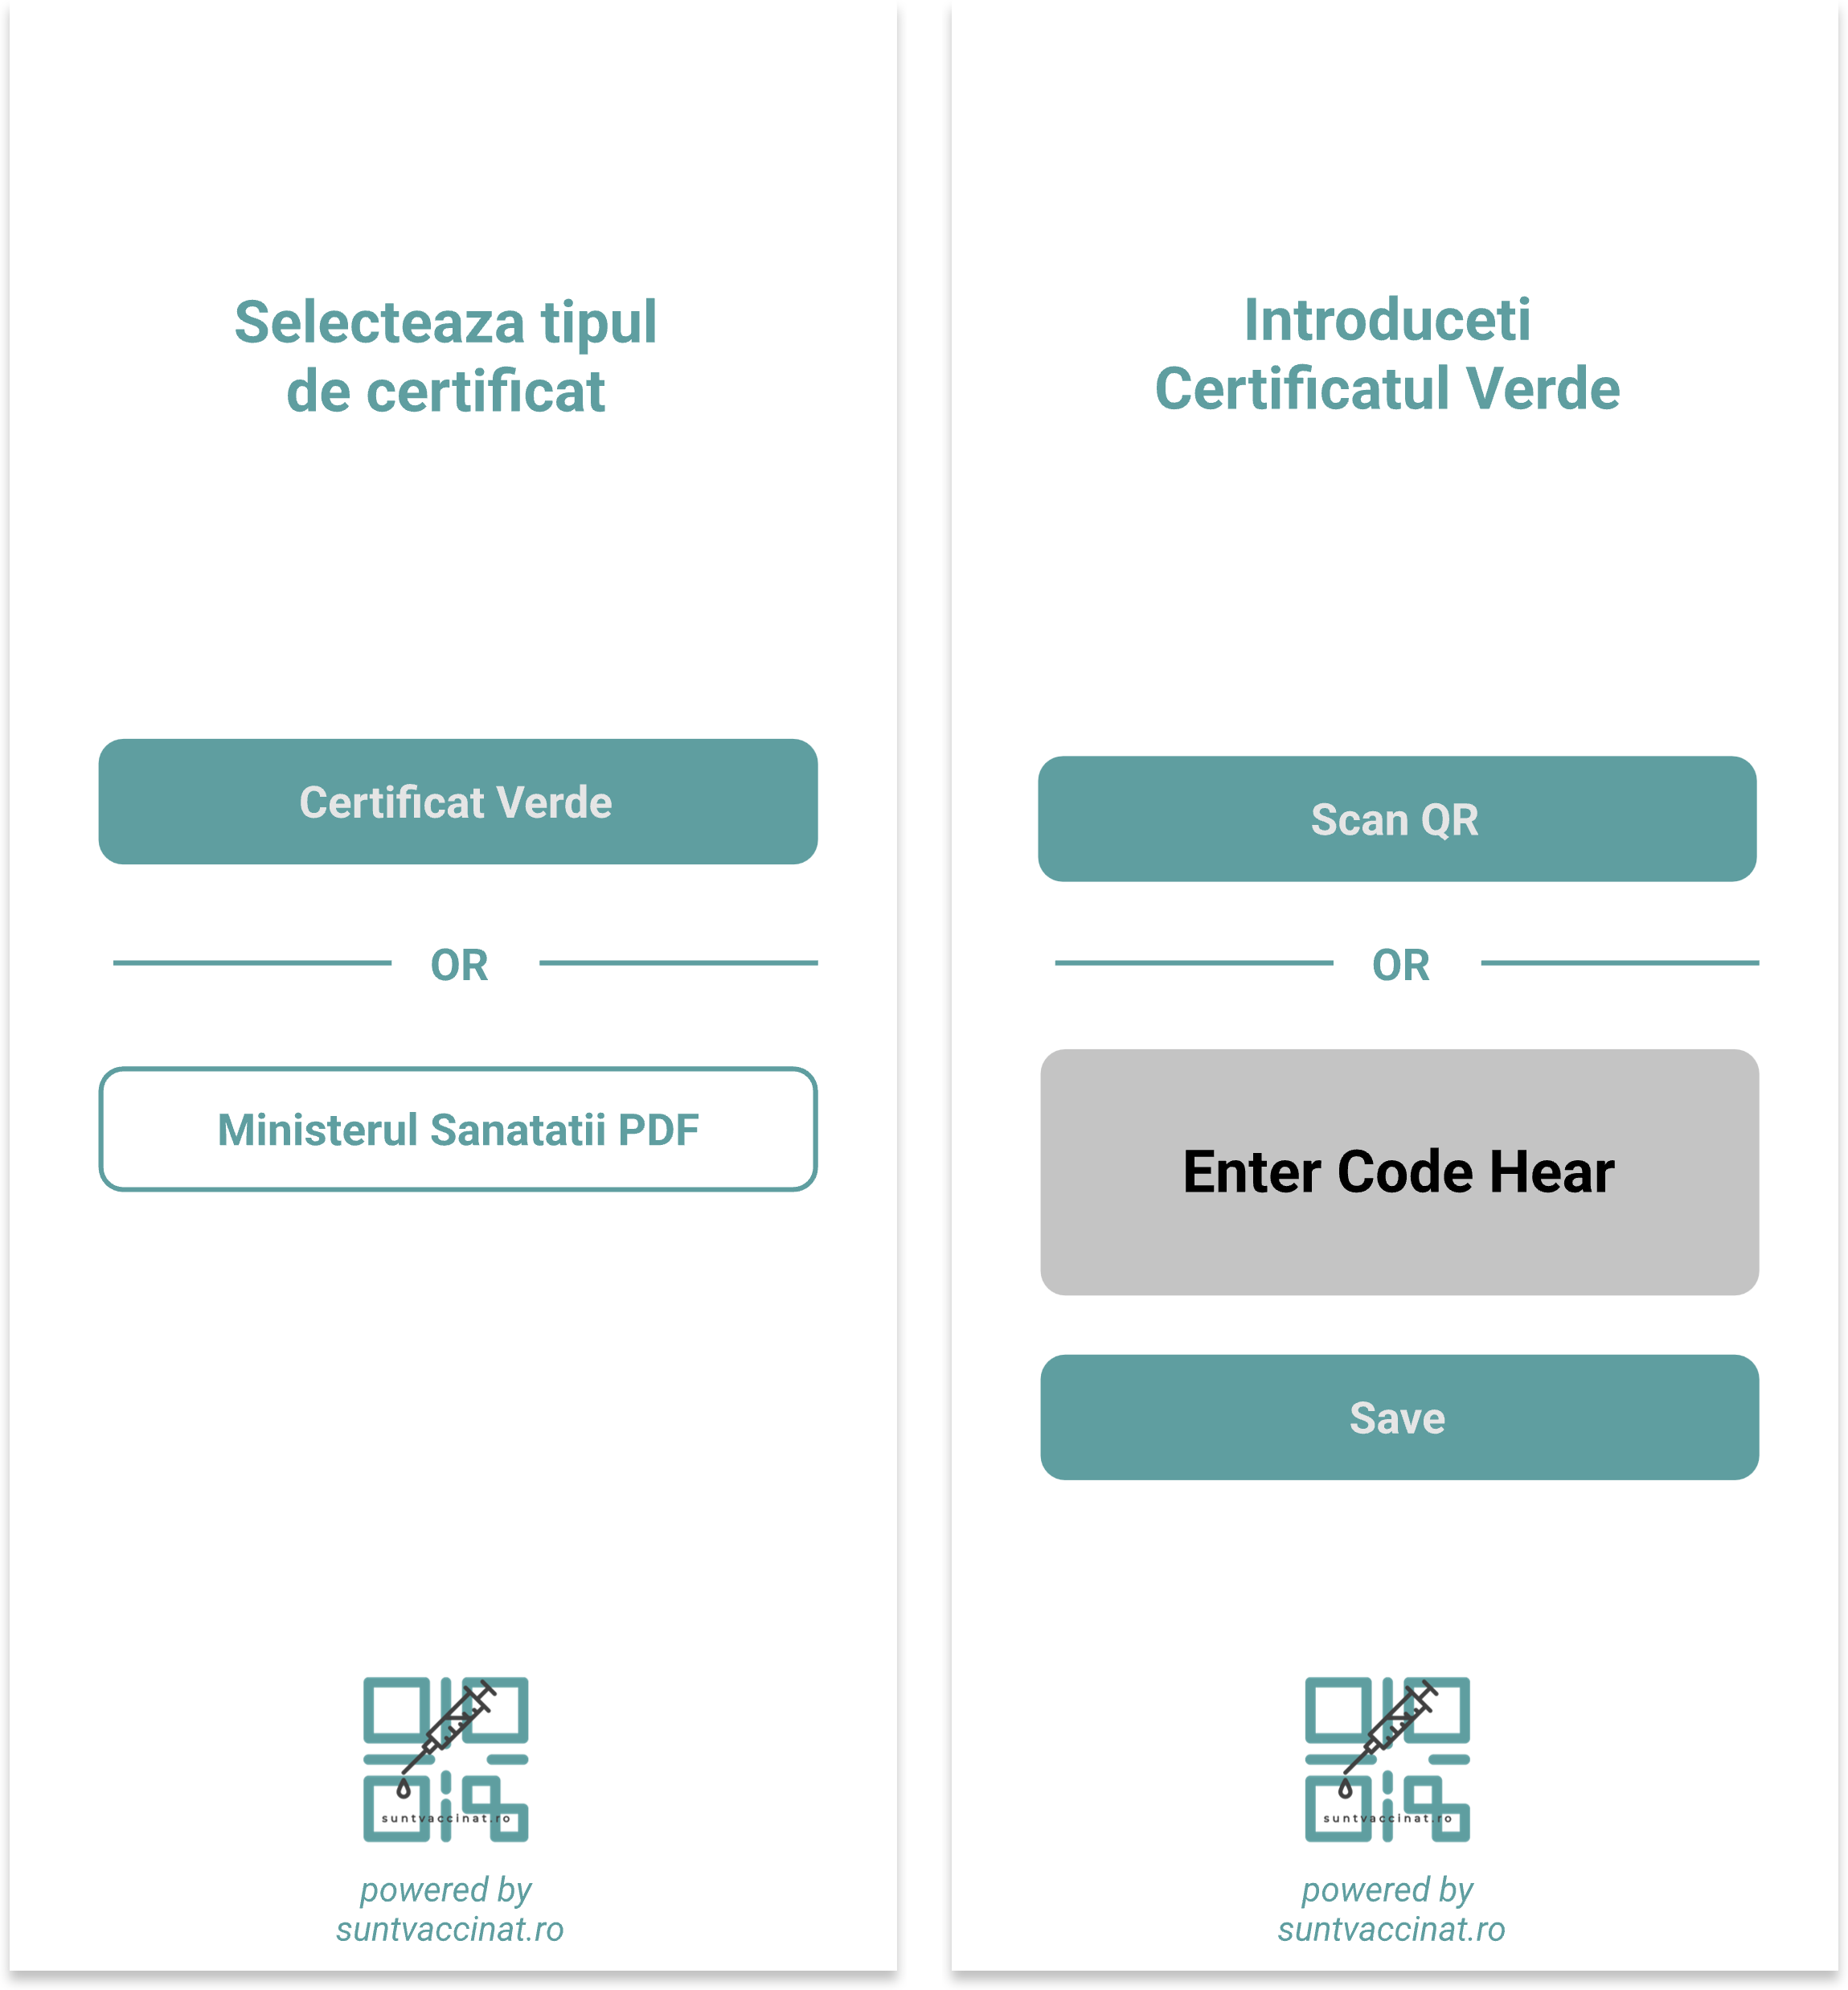 Selecteaza tipul
de certificat
Certificat Verde
OR
Ministerul Sanatatii PDF
suntvaccinat.ro
powered by
suntvaccinat.ro
Introduceti
Certificatul Verde
Scan QR
OR
Enter Code Hear
Save
suntvaccinat.ro
powered by
suntvaccinat.ro